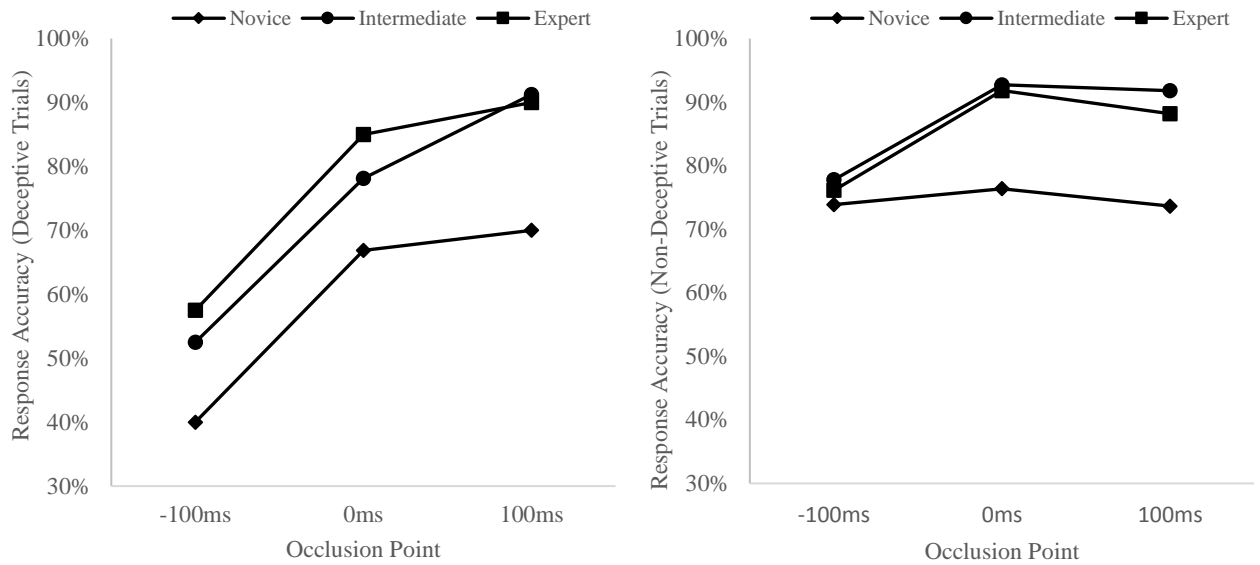 Novice Intermediate Expert
100%
90%
80%
70%
60%
50%
40%
30%
Response Accuracy (Deceptive Trials)
-100ms 0ms 100ms
Occlusion Point
Novice Intermediate Expert
100%
90%
80%
70%
60%
50%
40%
30%
Response Accuracy (Non-Deceptive Trials)
-100ms 0ms 100ms
Occlusion Point